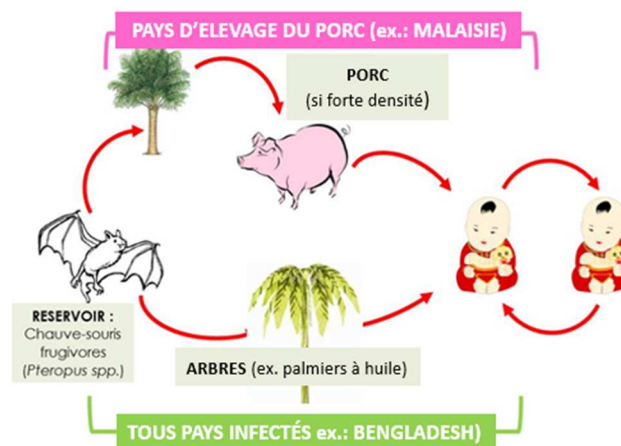 PAYS D'ELEVAGE DU PORC (ex.: MALAISIE)
PORC
(si forte densité)
RESERVOIR :
Chauve-souris
frugivores
(Pteropus spp.)
ARBRES (ex. palmiers à huile)
TOUS PAYS INFECTÉS ex.: BENGLADESH)